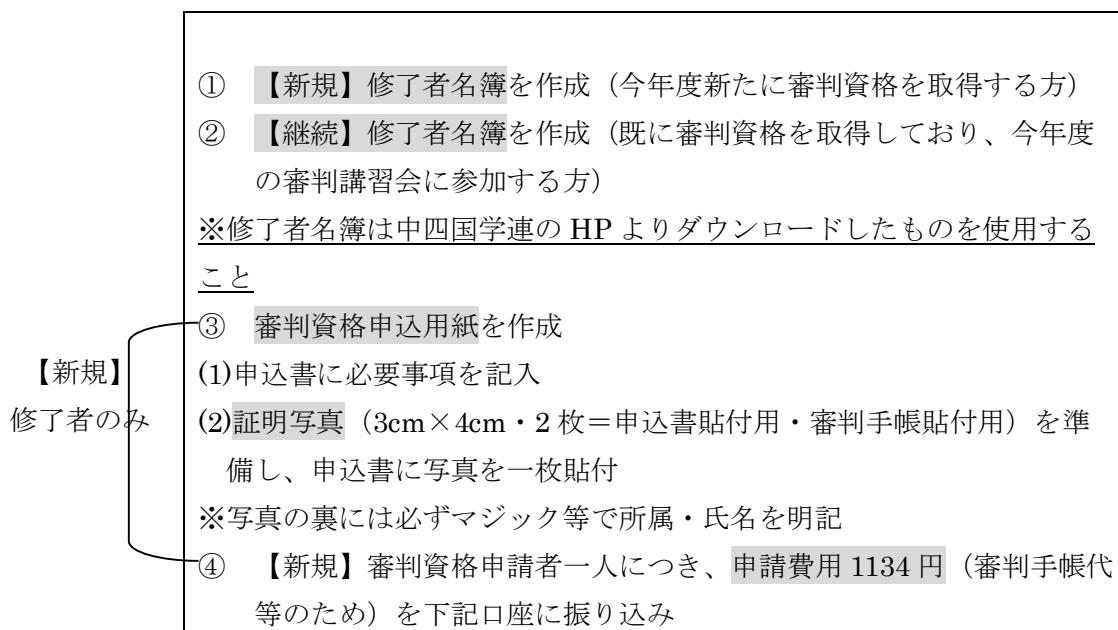 ① 【新規】修了者名簿を作成（今年度新たに審判資格を取得する方）
② 【継続】修了者名簿を作成（既に審判資格を取得しており、今年度
の審判講習会に参加する方）
※修了者名簿は中四国学連の HP よりダウンロードしたものを使用する
こと
③ 審判資格申込用紙を作成
【新規】
修了者のみ
(1)申込書に必要事項を記入
(2)証明写真（3cm×4cm・2 枚＝申込書貼付用・審判手帳貼付用）を準
備し、申込書に写真を一枚貼付
※写真の裏には必ずマジック等で所属・氏名を明記
④ 【新規】審判資格申請者一人につき、申請費用 1134 円（審判手帳代
等のため）を下記口座に振り込み